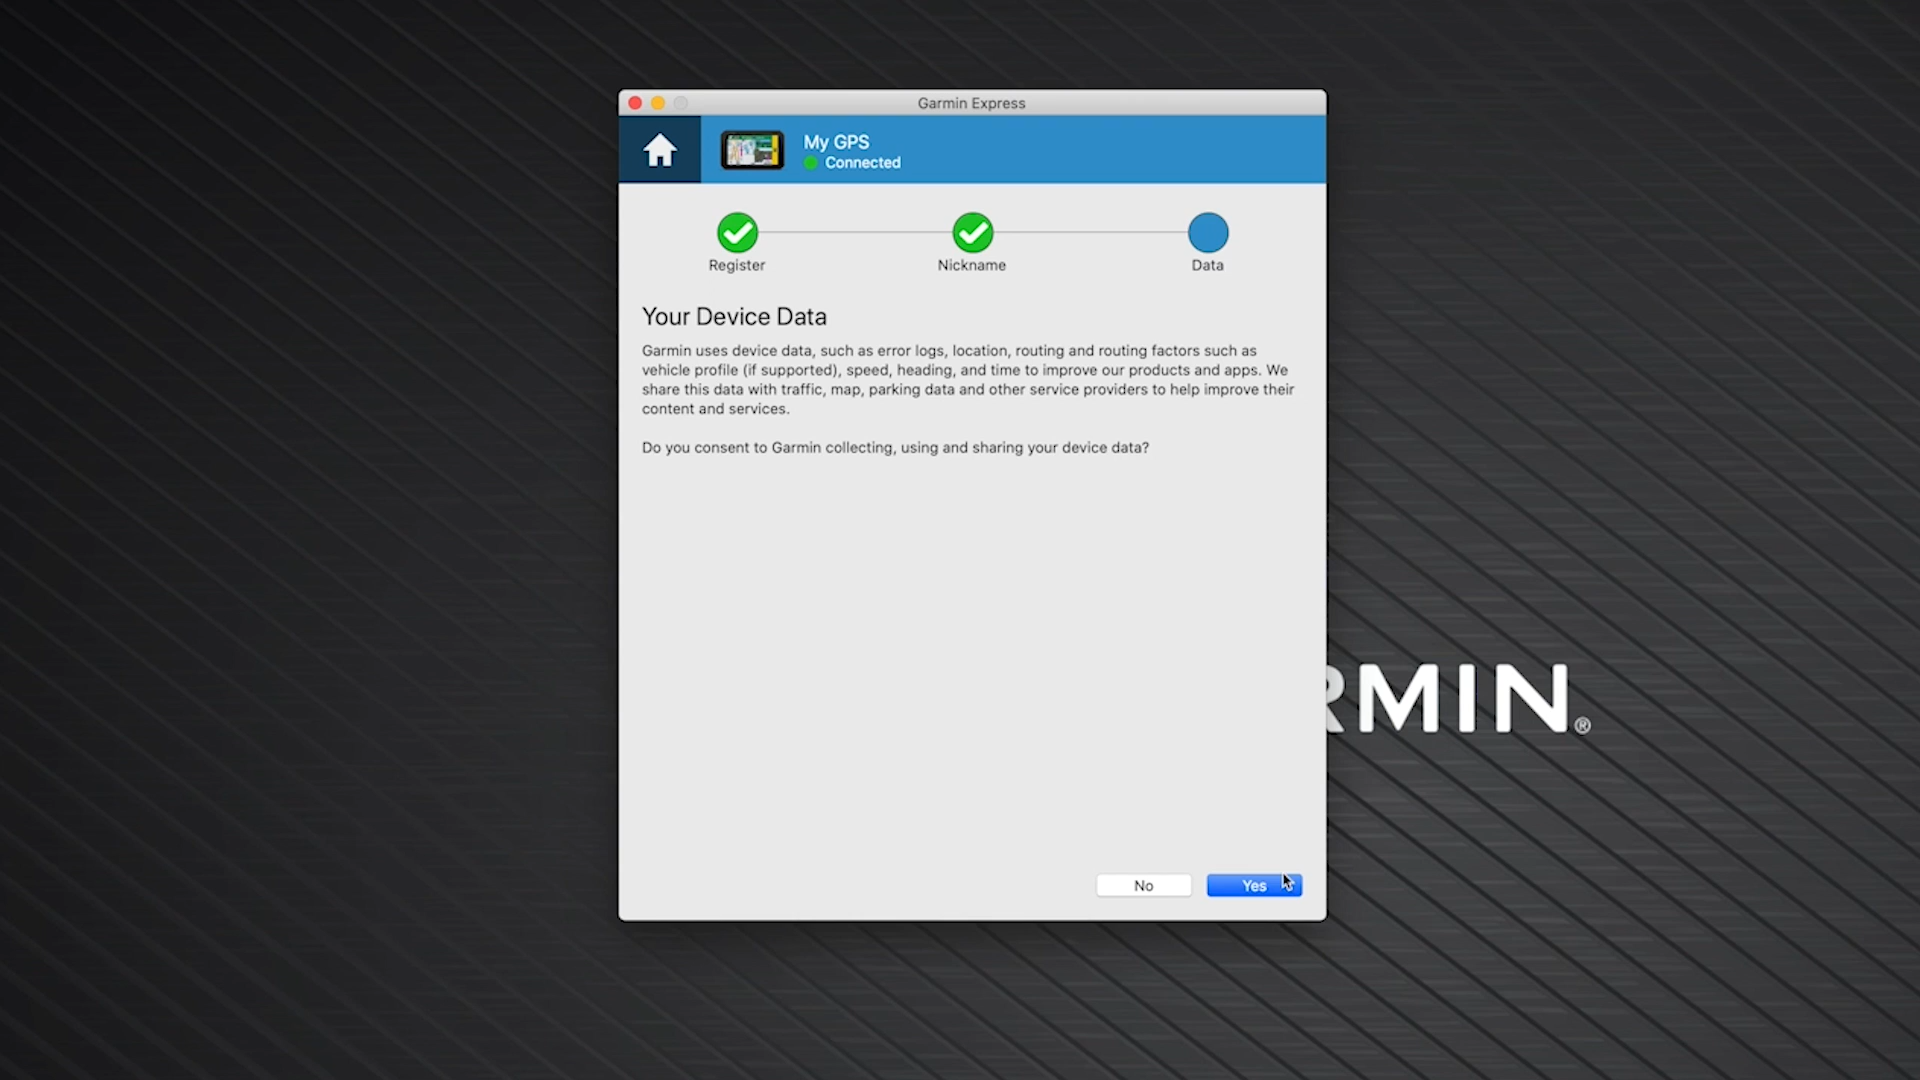 Garmin Express
My GPS
Connected
Register
Nickname
Data
Your Device Data
Garmin uses device data, such as error logs, location, routing and routing factors such as
vehicle profile (if supported), speed, heading, and time to improve our products and apps. We
share this data with traffic, map, parking data and other service providers to help improve their
content and services.
Do you consent to Garmin collecting, using and sharing your device data?
RMIN®
No
Yes